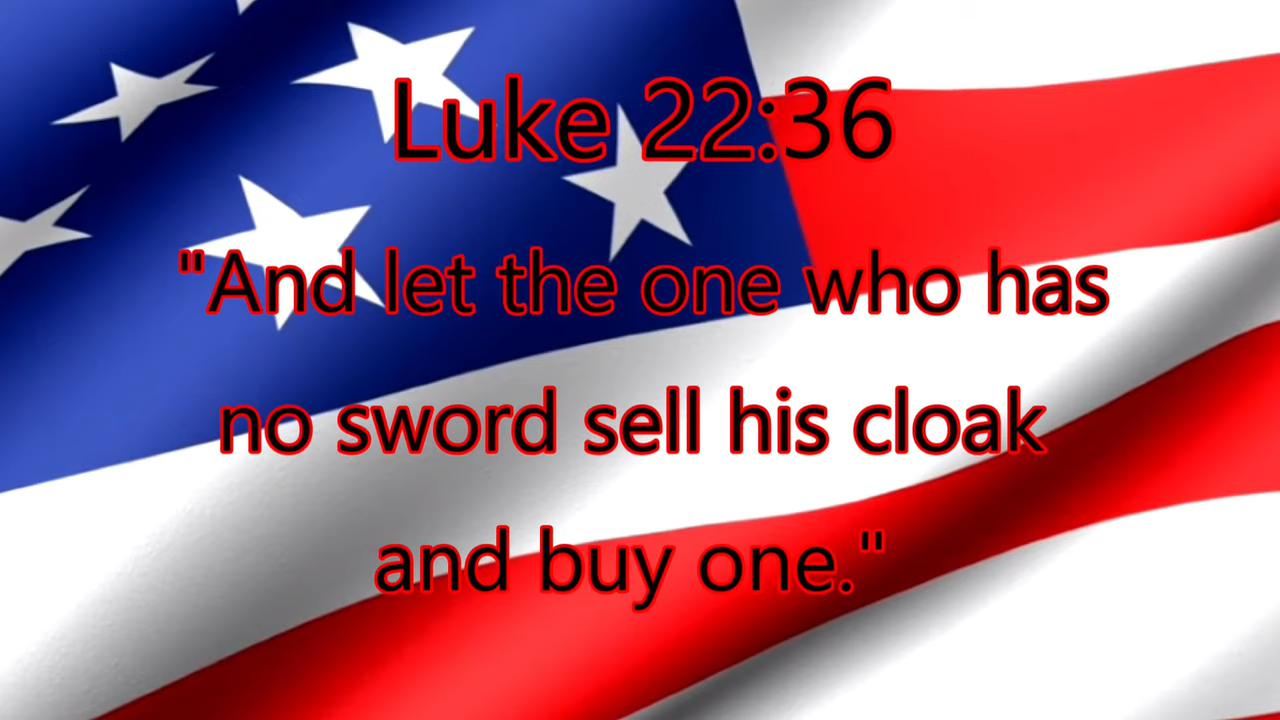 Luke 22:36
"And let the one who has
no sword sell his cloak
and buy one."